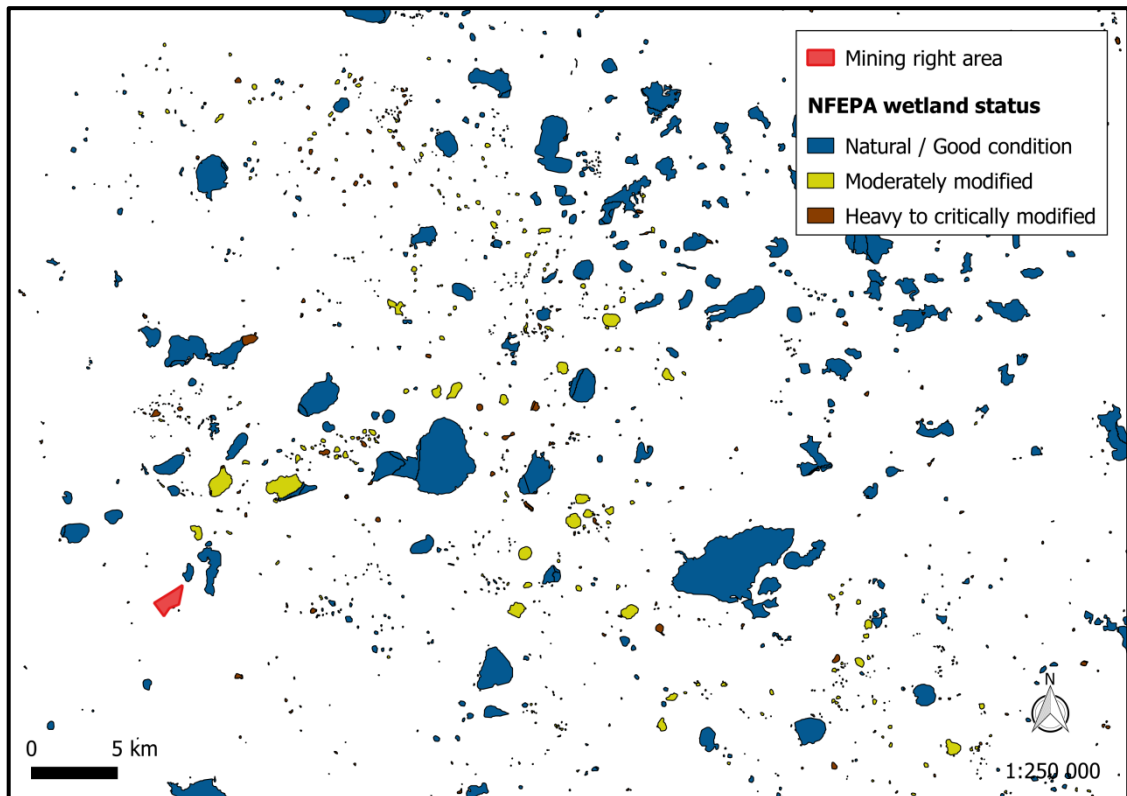 Mining right area
NFEPA wetland status
Natural / Good condition
Moderately modified
Heavy to critically modified
N
0 5 km
1:250 000